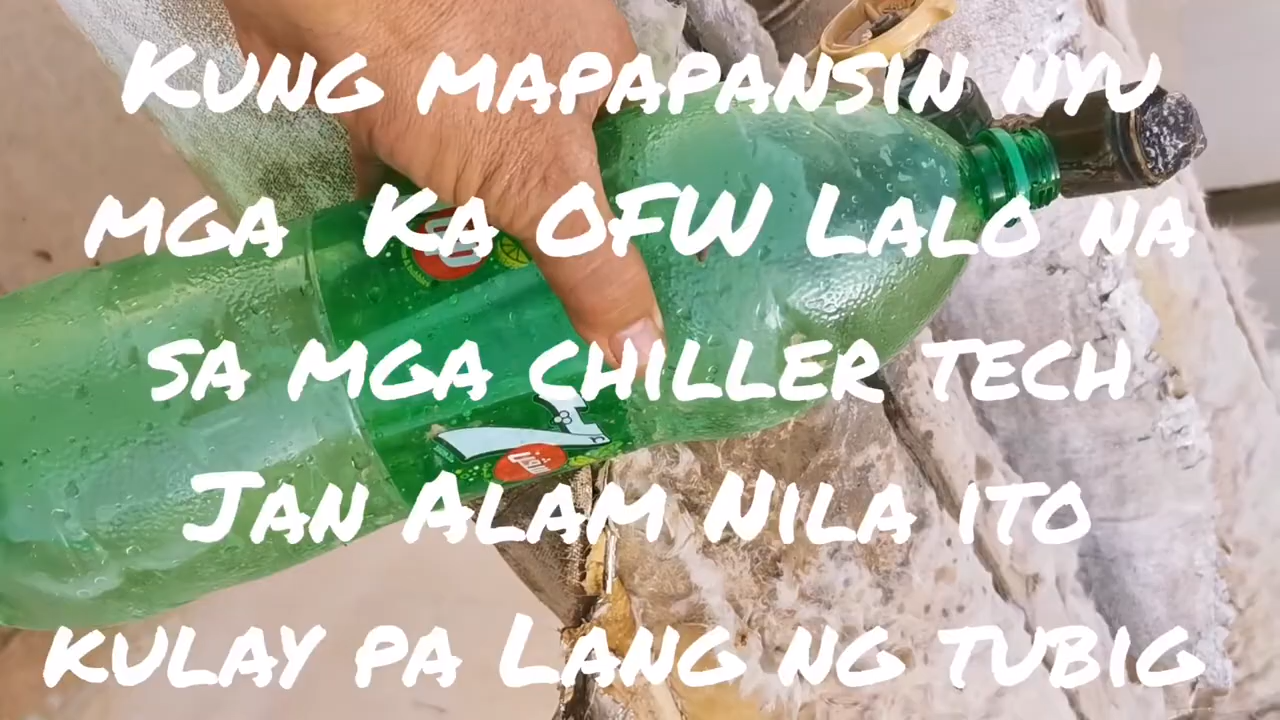 Kung mapapansin nyu
mga Ka OFW Lalo na
sa mga chiller tech
Jan Alam Nila ito
kulay pa Lang ng tubig